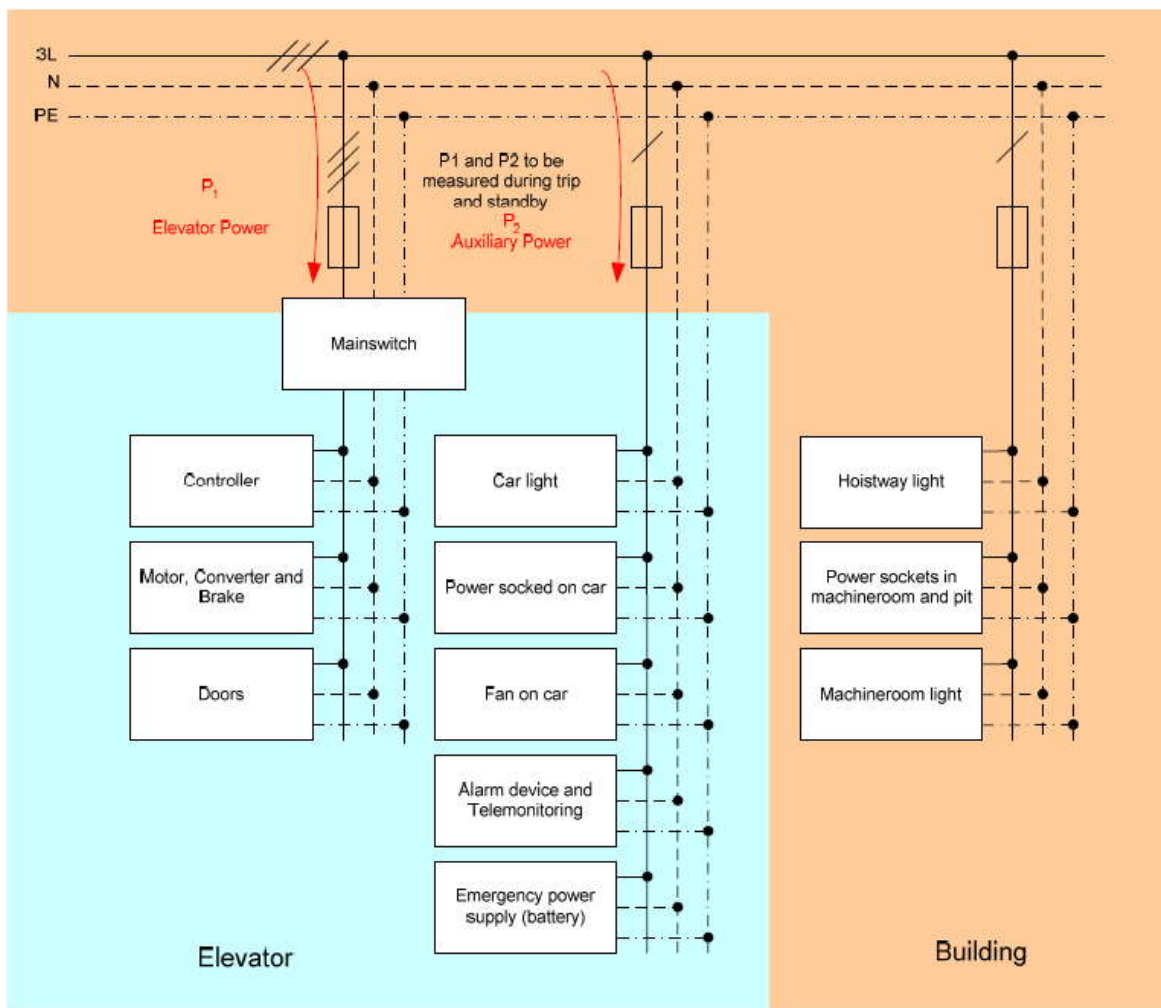 3L
N
PE
P1 and P2 to be
measured during trip
and standby
P1
Elevator Power
P2
Auxiliary Power
Mainswitch
Controller
Car light
Hoistway light
Motor, Converter and
Brake
Power socked on car
Power sockets in
machineroom and pit
Doors
Fan on car
Machineroom light
Alarm device and
Telemonitoring
Emergency power
supply (battery)
Elevator
Building